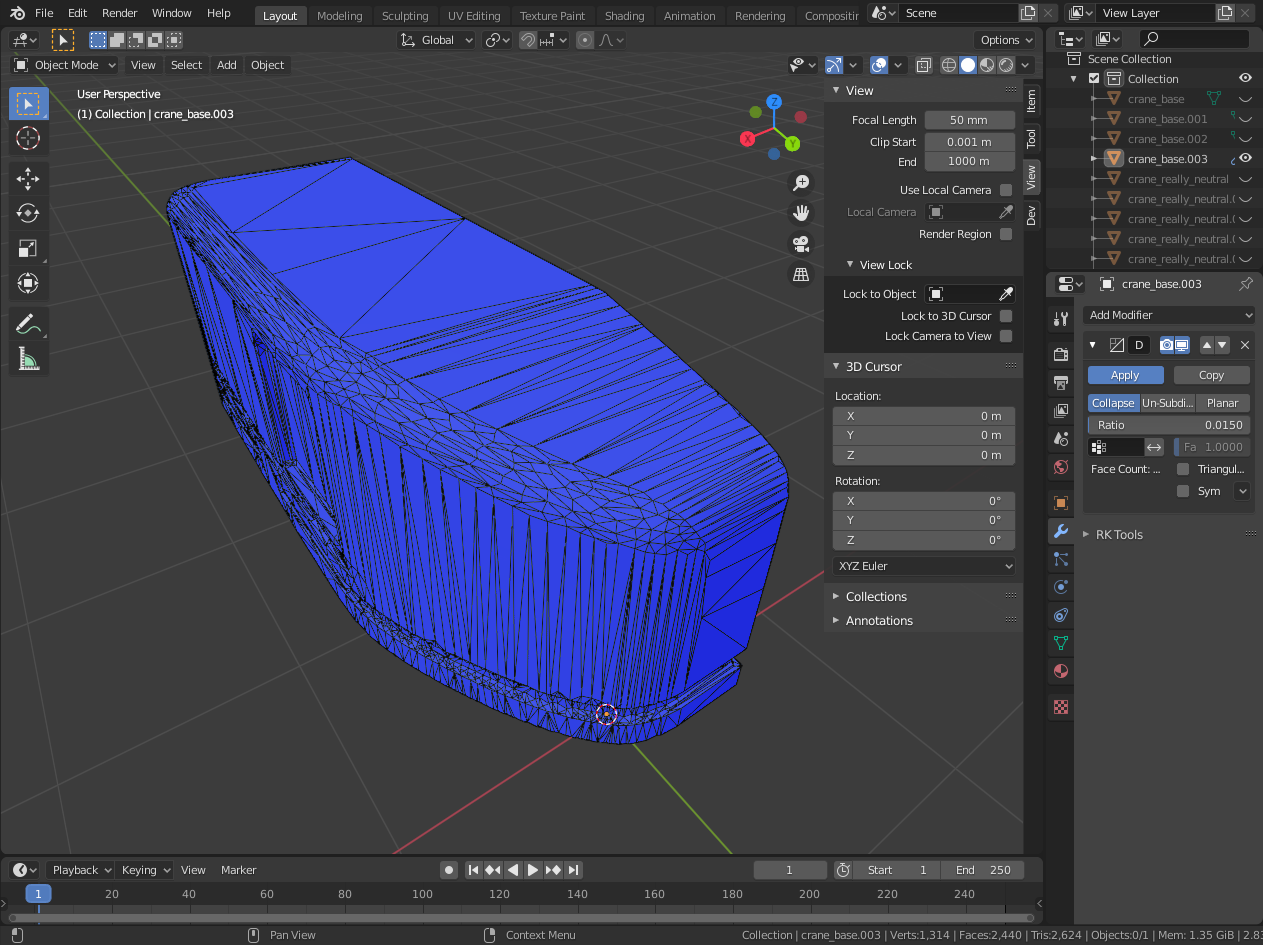 File Edit Render Window Help Layout Modeling Sculpting UV Editing Texture Paint Shading Animation Rendering Compositin Scene View Layer
Global Options
Object Mode View Select Add Object
User Perspective
(1) Collection | crane_base.003
X Y Z
View
Focal Length 50 mm
Clip Start 0.001 m
End 1000 m
Use Local Camera
Local Camera
Render Region
View Lock
Lock to Object
Lock to 3D Cursor
Lock Camera to View
3D Cursor
Location:
X 0 m
Y 0 m
Z 0 m
Rotation:
X 0°
Y 0°
Z 0°
XYZ Euler
Collections
Annotations
Item
Tool
View
Dev
Scene Collection
Collection
crane_base
crane_base.001
crane_base.002
crane_base.003
crane_really_neutral
crane_really_neutral.
crane_really_neutral.
crane_really_neutral.(
crane_really_neutral.(
crane_base.003
Add Modifier
D
Apply Copy
Collapse Un-Subdi... Planar
Ratio 0.0150
Fa 1.0000
Face Count: ... Triangul...
Sym
RK Tools
Playback Keying View Marker 1 Start 1 End 250
1 20 40 60 80 100 120 140 160 180 200 220 240
Pan View Context Menu Collection | crane_base.003 | Verts:1,314 | Faces:2,440 | Tris:2,624 | Objects:0/1 | Mem: 1.35 GiB | 2.83